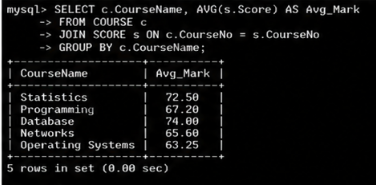 mysql> SELECT c.CourseName, AVG(s.Score) AS Avg_Mark
    -> FROM COURSE c
    -> JOIN SCORE s ON c.CourseNo = s.CourseNo
    -> GROUP BY c.CourseName;
+-------------------+----------+
| CourseName        | Avg_Mark |
+-------------------+----------+
| Statistics        | 72.50    |
| Programming       | 67.20    |
| Database          | 74.00    |
| Networks          | 65.60    |
| Operating Systems | 63.25    |
+-------------------+----------+
5 rows in set (0.00 sec)